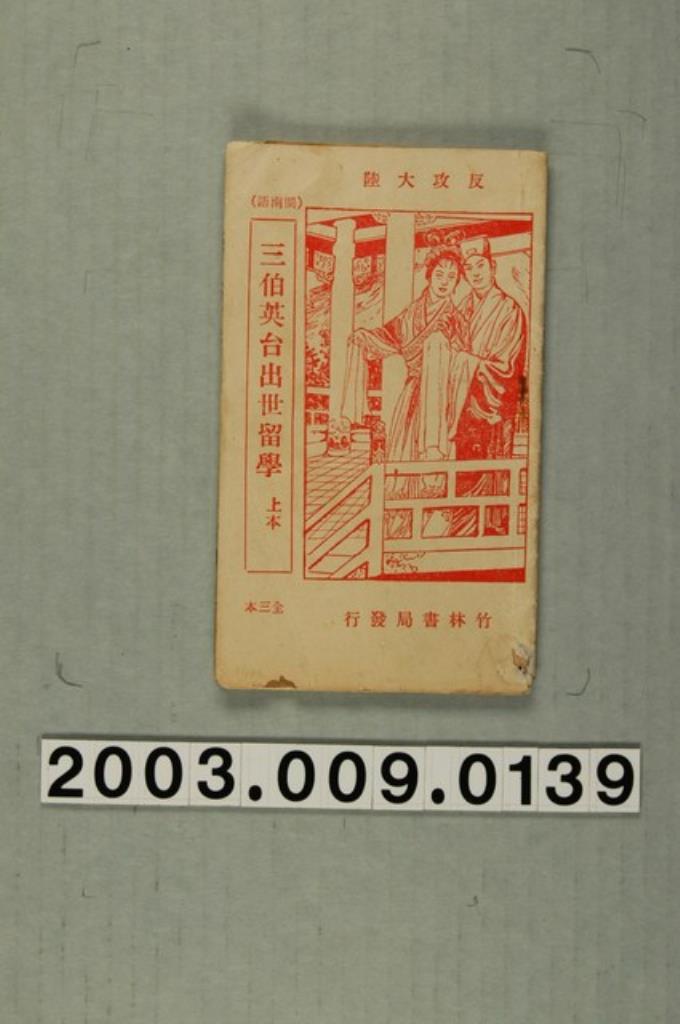 反攻大陸
(閩南語)
三伯英台出世留學 上本
全三本
竹林書局發行
2003.009.0139